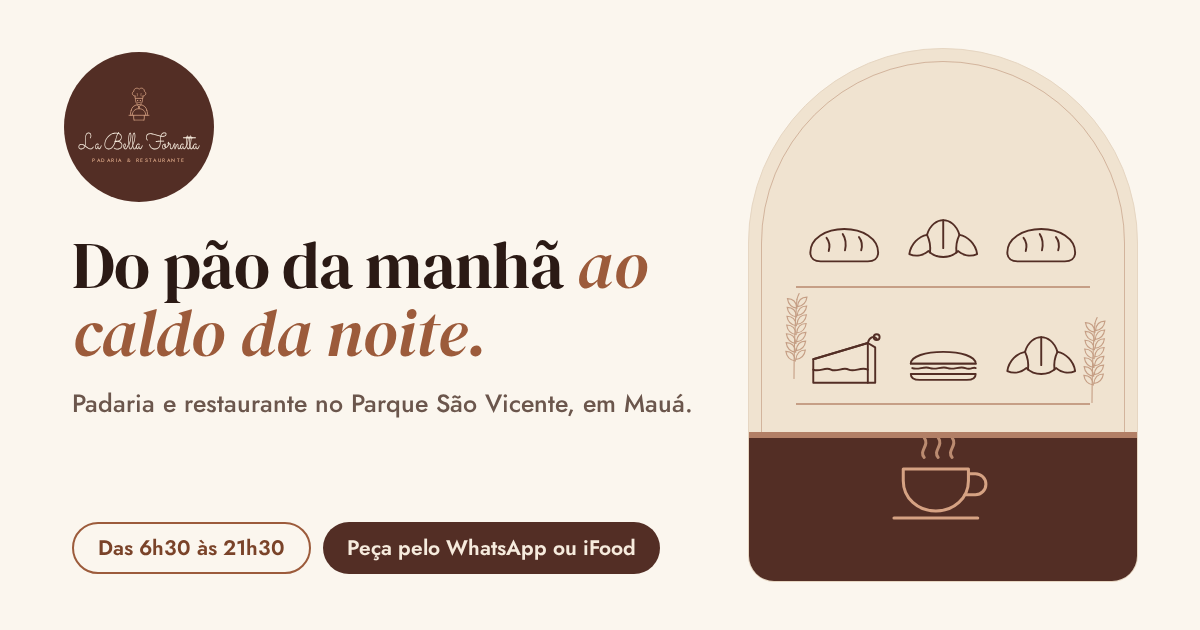 La Bella Fornatta
PADARIA & RESTAURANTE
Do pão da manhã ao
caldo da noite.
Padaria e restaurante no Parque São Vicente, em Mauá.
Das 6h30 às 21h30
Peça pelo WhatsApp ou iFood